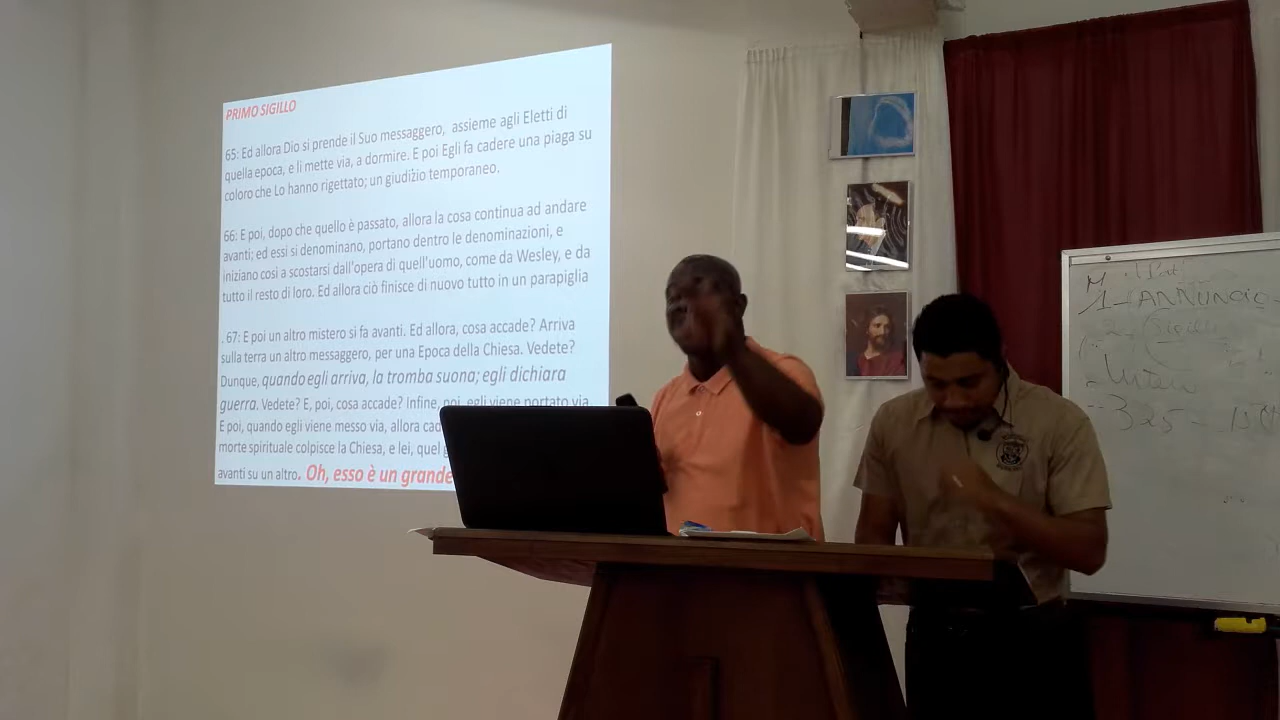 PRIMO SIGILLO
65: Ed allora Dio si prende il Suo messaggero, assieme agli Eletti di
quella epoca, e li mette via, a dormire. E poi Egli fa cadere una piaga su
coloro che Lo hanno rigettato; un giudizio temporaneo.
66: E poi, dopo che quello è passato, allora la cosa continua ad andare
avanti; ed essi si denominano, portano dentro le denominazioni, e
iniziano così a scostarsi dall'opera di quell'uomo, come da Wesley, e da
tutto il resto di loro. Ed allora ciò finisce di nuovo tutto in un parapiglia
. 67: E poi un altro mistero si fa avanti. Ed allora, cosa accade? Arriva
sulla terra un altro messaggero, per una Epoca della Chiesa. Vedete?
Dunque, quando egli arriva, la tromba suona; egli dichiara
guerra. Vedete? E, poi, cosa accade? Infine, poi, egli viene portato via.
E poi, quando egli viene messo via, allora cad
morte spirituale colpisce la Chiesa, e lei, quel
avanti su un altro. Oh, esso è un grande
1- ANNUNCIO